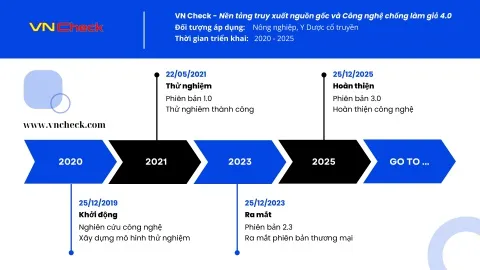 VNCheck
VN Check - Nền tảng truy xuất nguồn gốc và Công nghệ chống làm giả 4.0
Đối tượng áp dụng: Nông nghiệp, Y Dược cổ truyền
Thời gian triển khai: 2020 - 2025
22/05/2021
Thử nghiệm
Phiên bản 1.0
Thử nghiêm thành công
25/12/2025
Hoàn thiện
Phiên bản 3.0
Hoàn thiện công nghệ
www.vncheck.com
2020
2021
2023
2025
GO TO ...
25/12/2019
Khởi động
Nghiên cứu công nghệ
Xây dựng mô hình thử nghiệm
25/12/2023
Ra mắt
Phiên bản 2.3
Ra mắt phiên bản thương mại